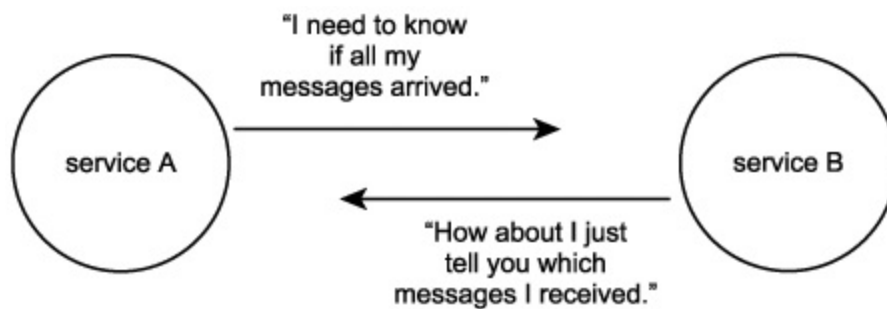 “I need to know
if all my
messages arrived.”
service A
service B
“How about I just
tell you which
messages I received.”